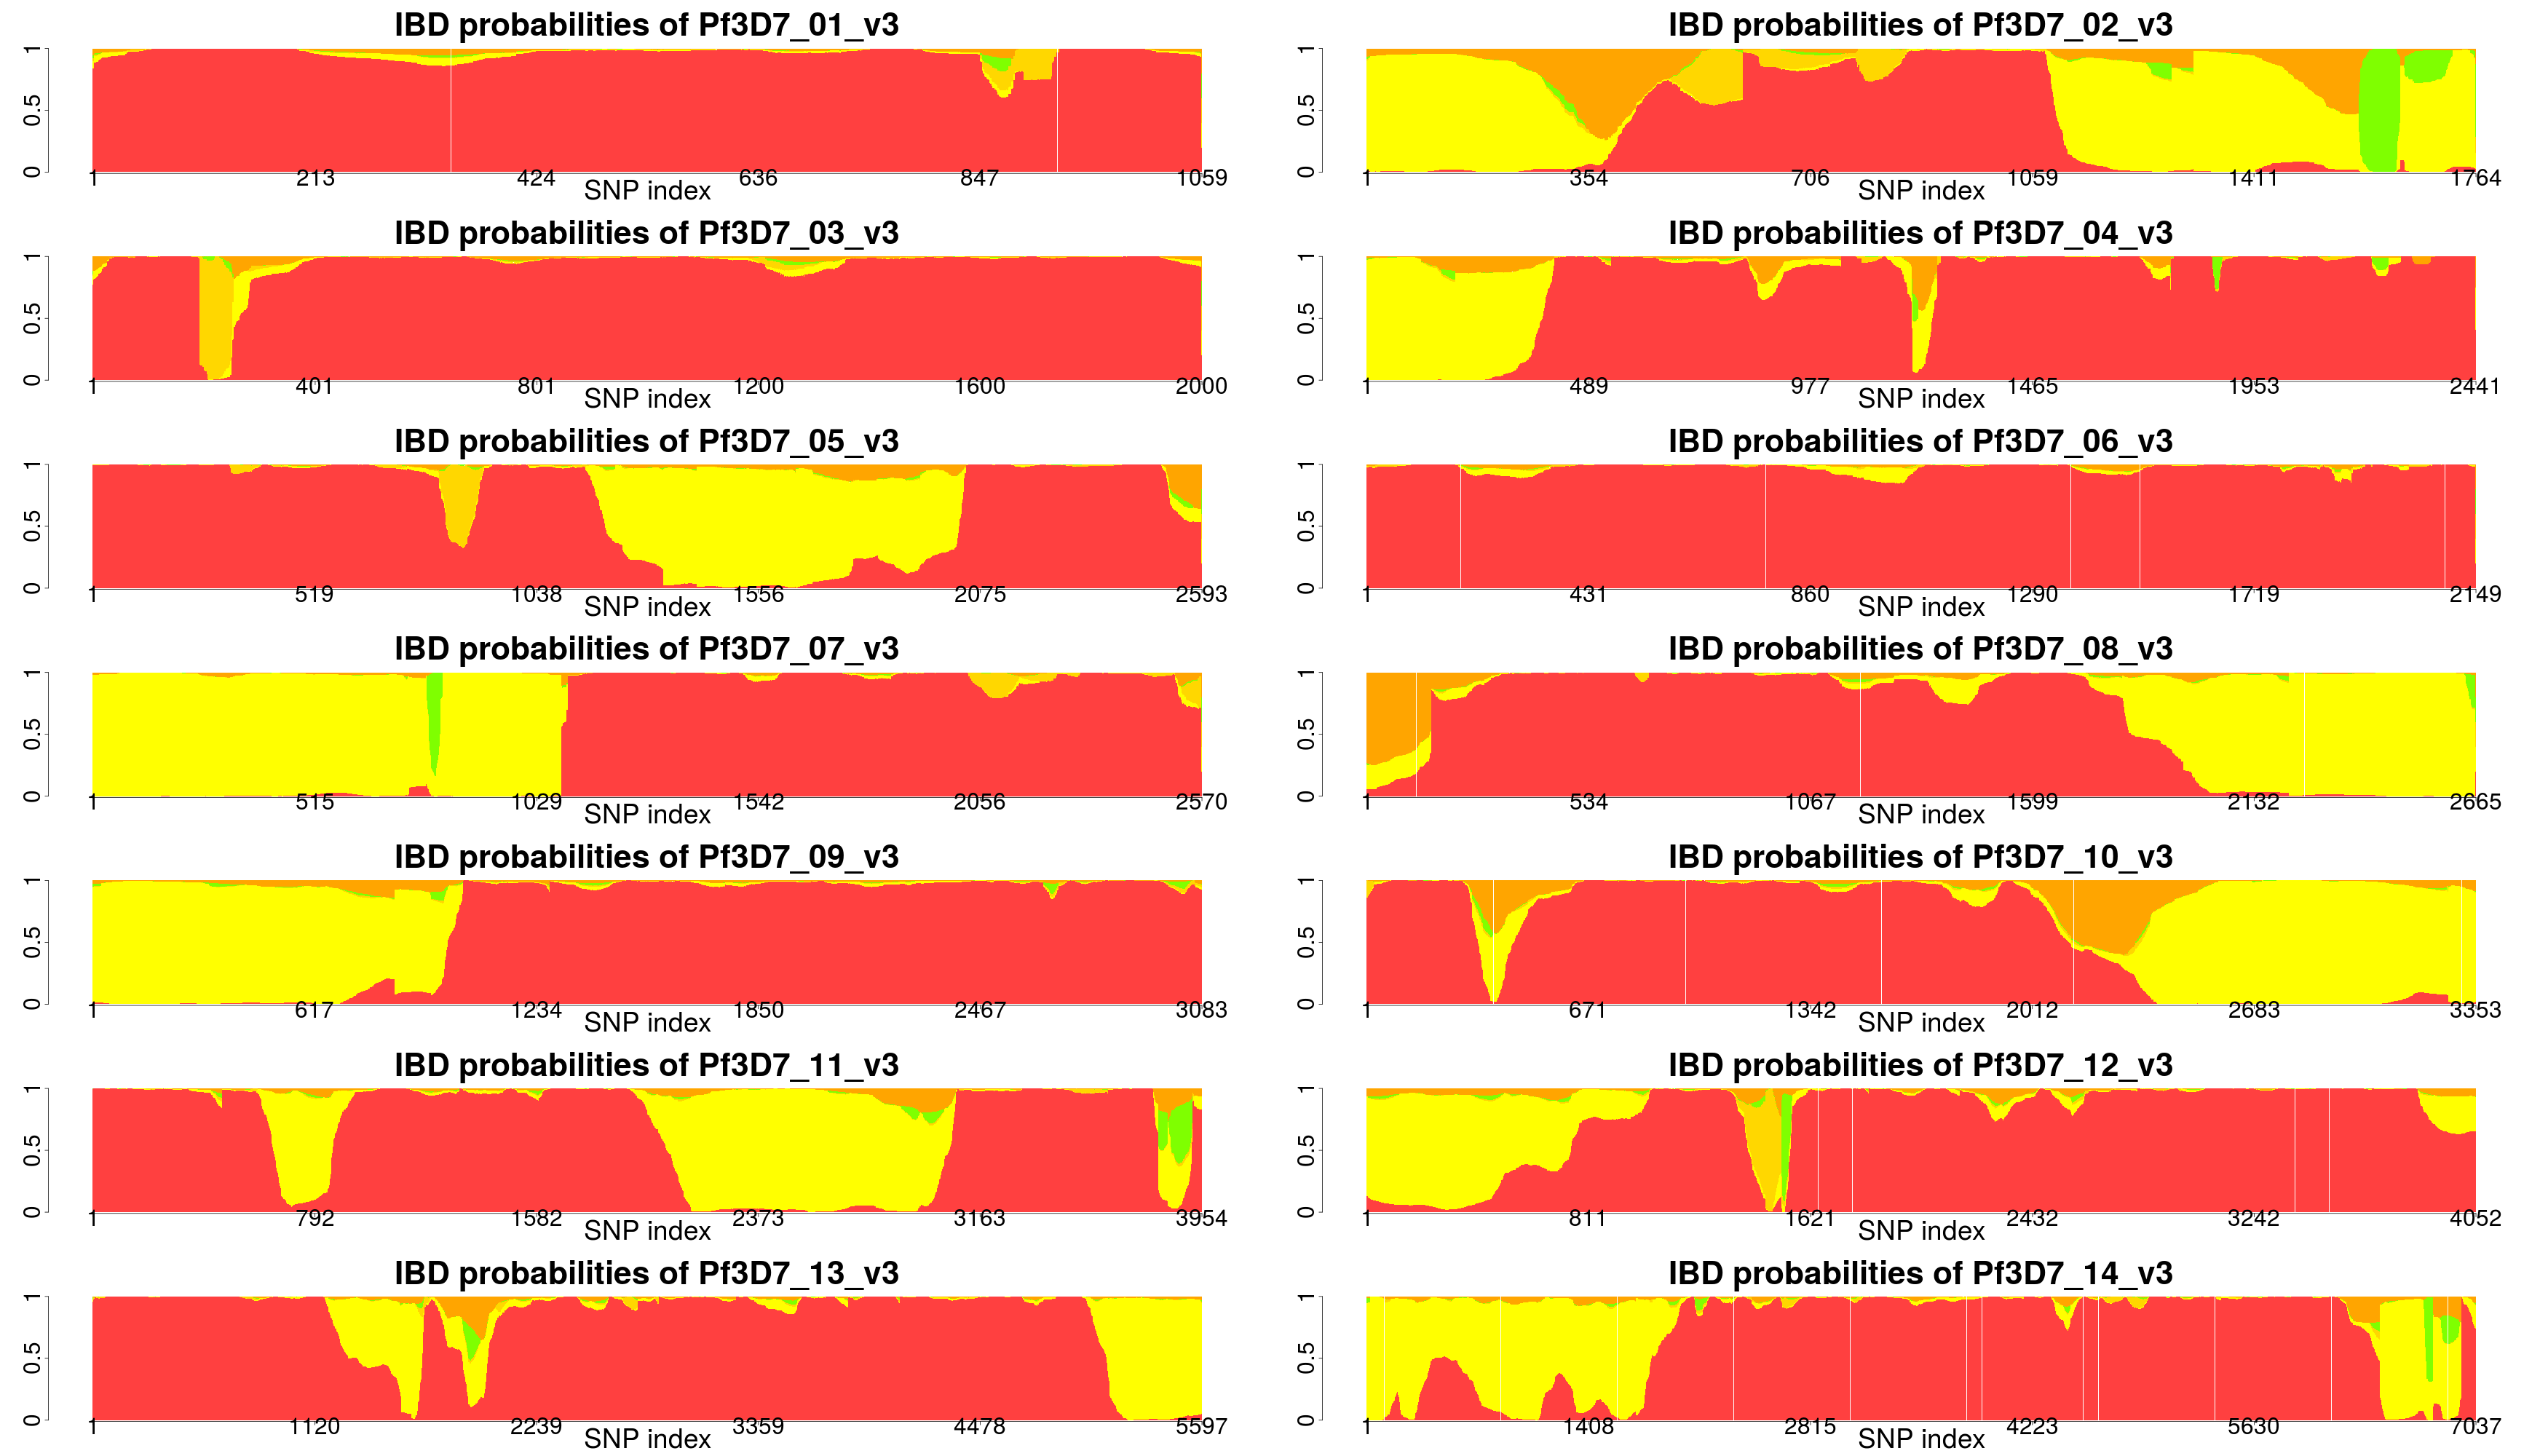 IBD probabilities of Pf3D7_01_v3
0 0.5 1
1 213 424 636 847 1059
SNP index
IBD probabilities of Pf3D7_02_v3
0 0.5 1
1 354 706 1059 1411 1764
SNP index
IBD probabilities of Pf3D7_03_v3
0 0.5 1
1 401 801 1200 1600 2000
SNP index
IBD probabilities of Pf3D7_04_v3
0 0.5 1
1 489 977 1465 1953 2441
SNP index
IBD probabilities of Pf3D7_05_v3
0 0.5 1
1 519 1038 1556 2075 2593
SNP index
IBD probabilities of Pf3D7_06_v3
0 0.5 1
1 431 860 1290 1719 2149
SNP index
IBD probabilities of Pf3D7_07_v3
0 0.5 1
1 515 1029 1542 2056 2570
SNP index
IBD probabilities of Pf3D7_08_v3
0 0.5 1
1 534 1067 1599 2132 2665
SNP index
IBD probabilities of Pf3D7_09_v3
0 0.5 1
1 617 1234 1850 2467 3083
SNP index
IBD probabilities of Pf3D7_10_v3
0 0.5 1
1 671 1342 2012 2683 3353
SNP index
IBD probabilities of Pf3D7_11_v3
0 0.5 1
1 792 1582 2373 3163 3954
SNP index
IBD probabilities of Pf3D7_12_v3
0 0.5 1
1 811 1621 2432 3242 4052
SNP index
IBD probabilities of Pf3D7_13_v3
0 0.5 1
1 1120 2239 3359 4478 5597
SNP index
IBD probabilities of Pf3D7_14_v3
0 0.5 1
1 1408 2815 4223 5630 7037
SNP index